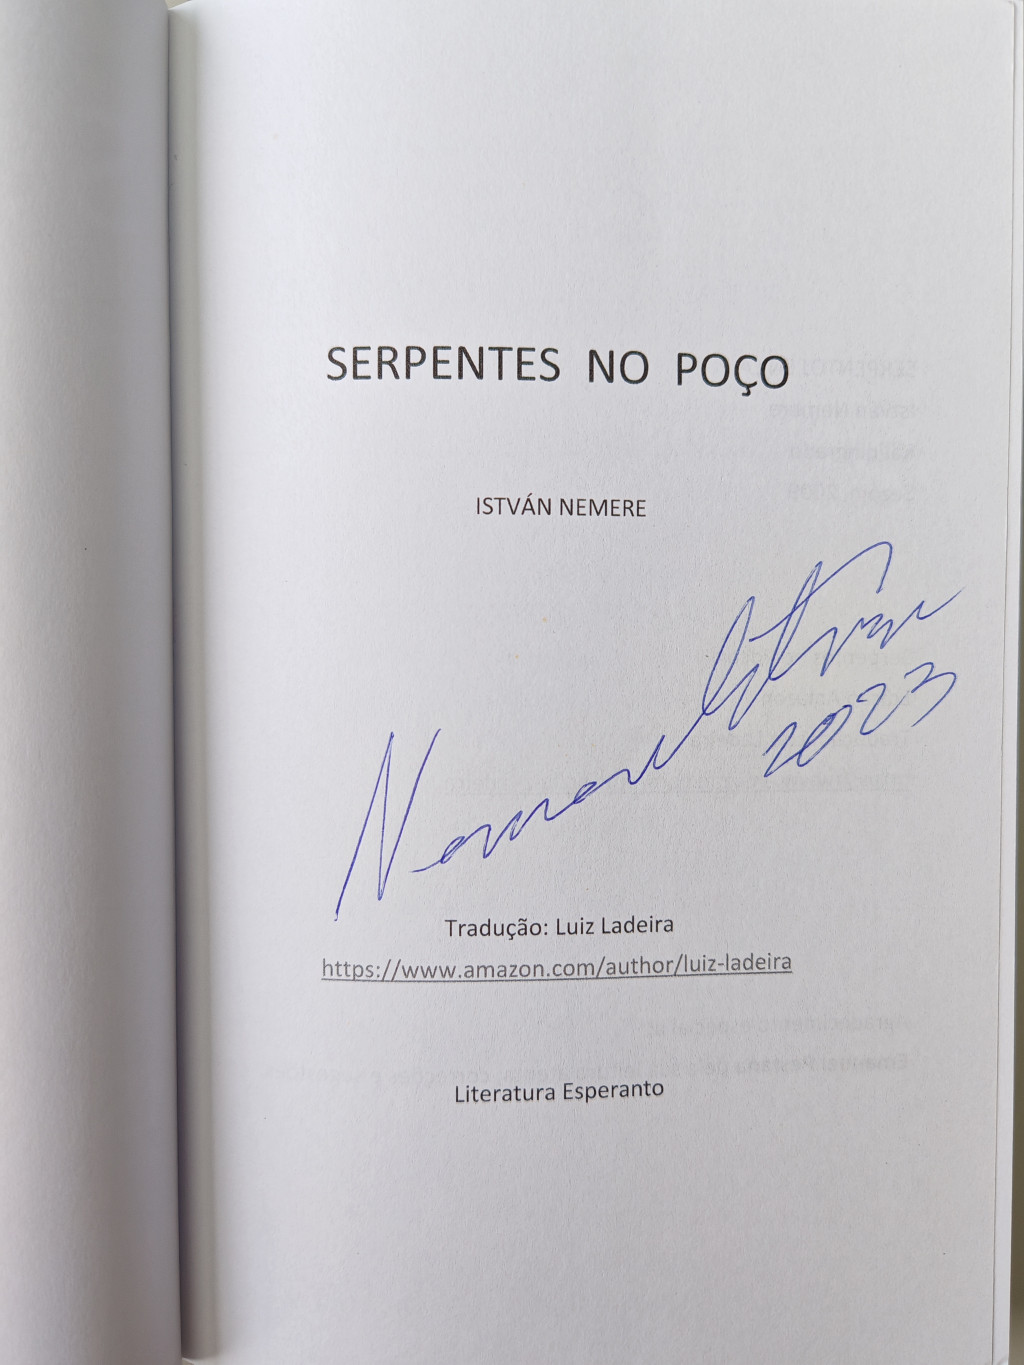 SERPENTES NO POÇO
ISTVÁN NEMERE
Nemere István
2023
Tradução: Luiz Ladeira
https://www.amazon.com/author/luiz-ladeira
Literatura Esperanto